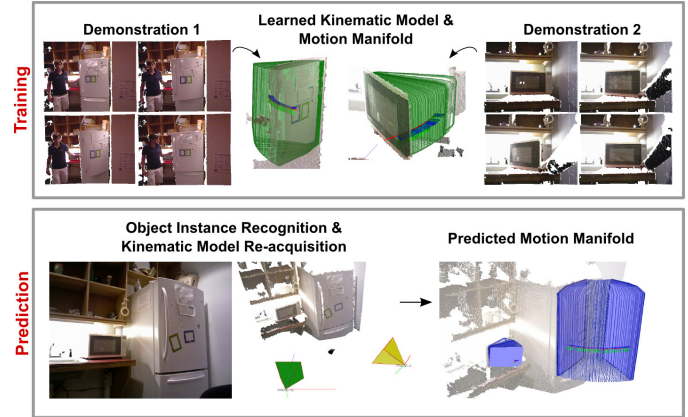 Training
Demonstration 1
Learned Kinematic Model &
Motion Manifold
Demonstration 2
Prediction
Object Instance Recognition &
Kinematic Model Re-acquisition
Predicted Motion Manifold